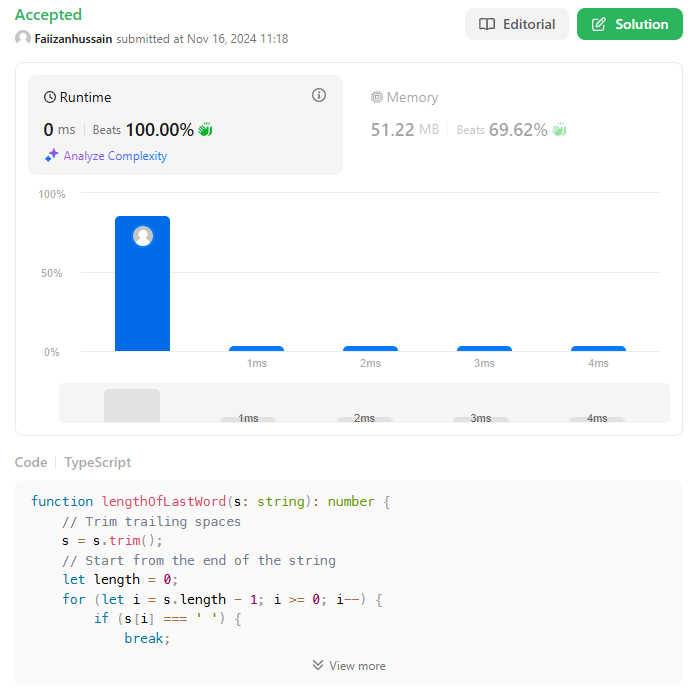 Accepted
Editorial
Solution
Faiizanhussain submitted at Nov 16, 2024 11:18
Runtime
0 ms | Beats 100.00%
Analyze Complexity
Memory
51.22 MB | Beats 69.62%
100%
50%
0%
1ms 2ms 3ms 4ms
1ms 2ms 3ms 4ms
Code | TypeScript
function lengthOfLastWord(s: string): number {
    // Trim trailing spaces
    s = s.trim();
    // Start from the end of the string
    let length = 0;
    for (let i = s.length - 1; i >= 0; i--) {
        if (s[i] === ' ') {
            break;
View more